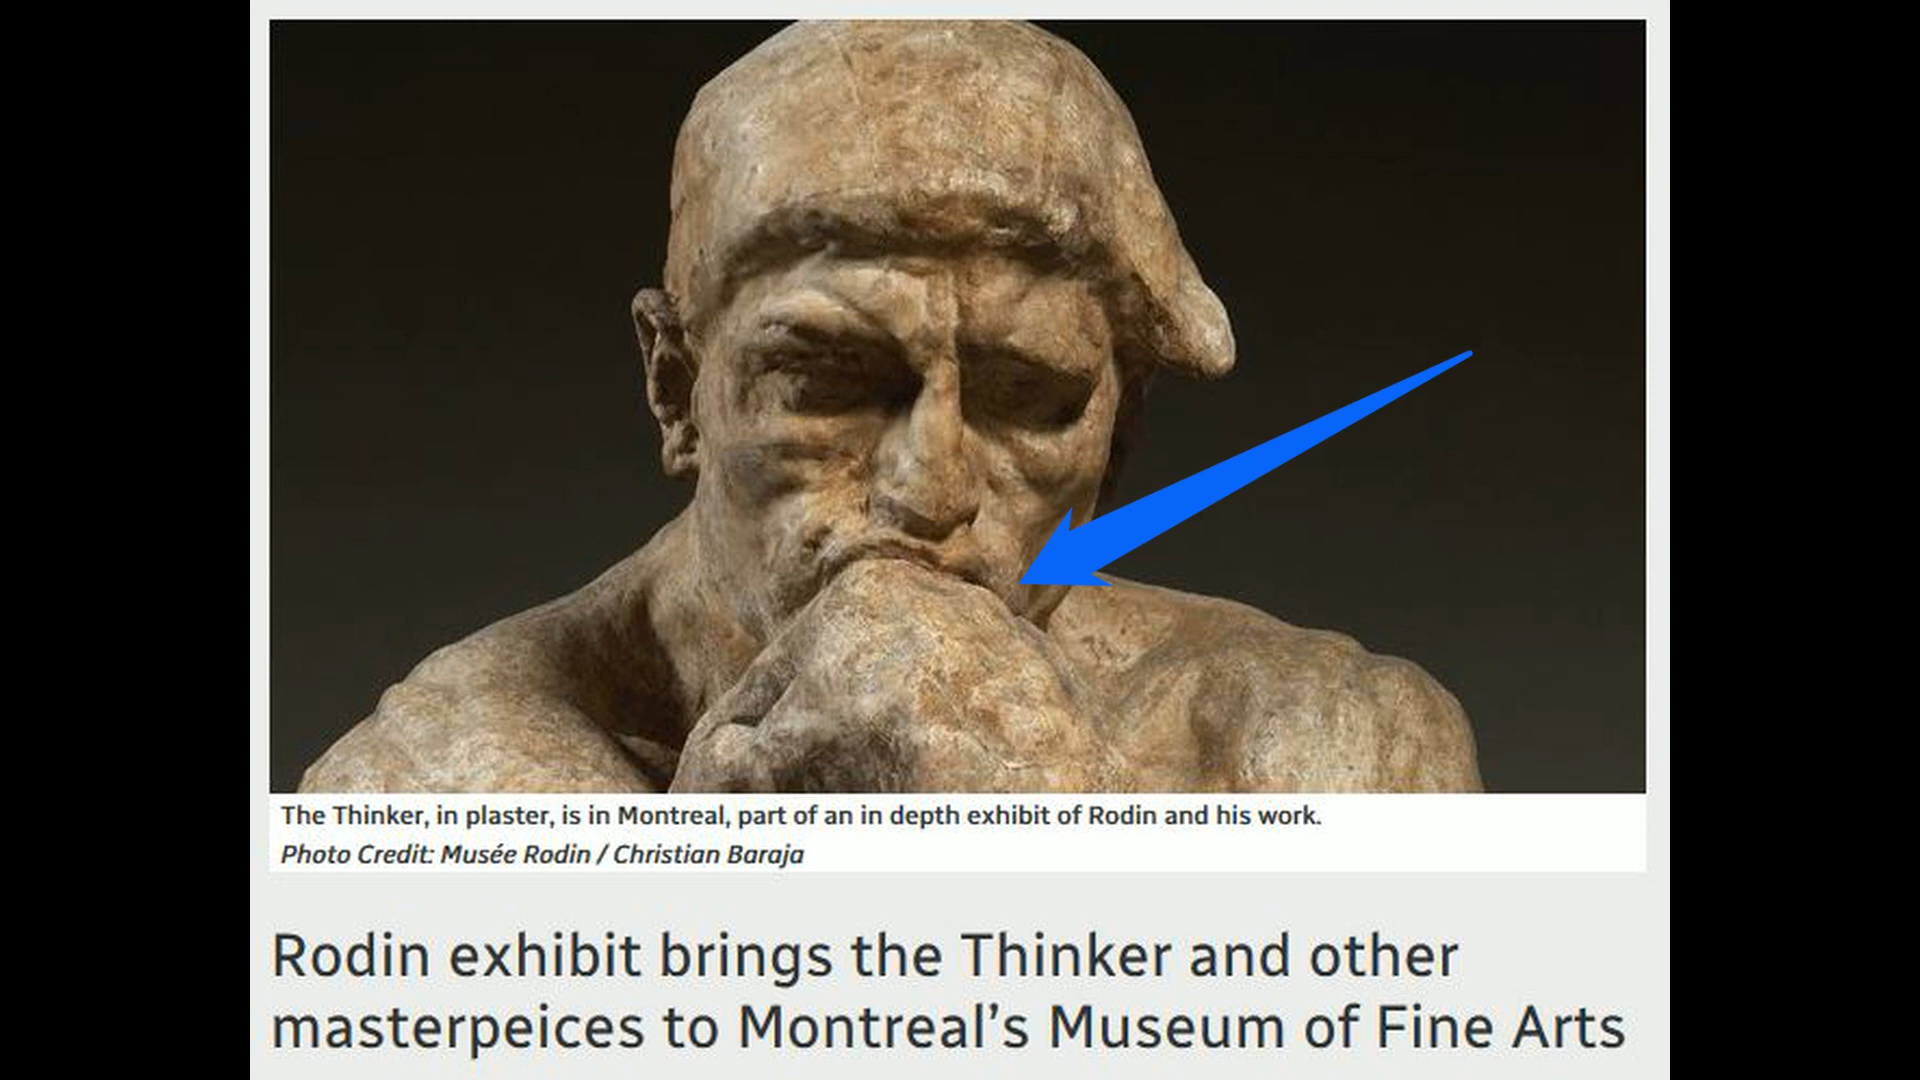 The Thinker, in plaster, is in Montreal, part of an in depth exhibit of Rodin and his work.
Photo Credit: Musée Rodin / Christian Baraja
Rodin exhibit brings the Thinker and other
masterpeices to Montreal’s Museum of Fine Arts